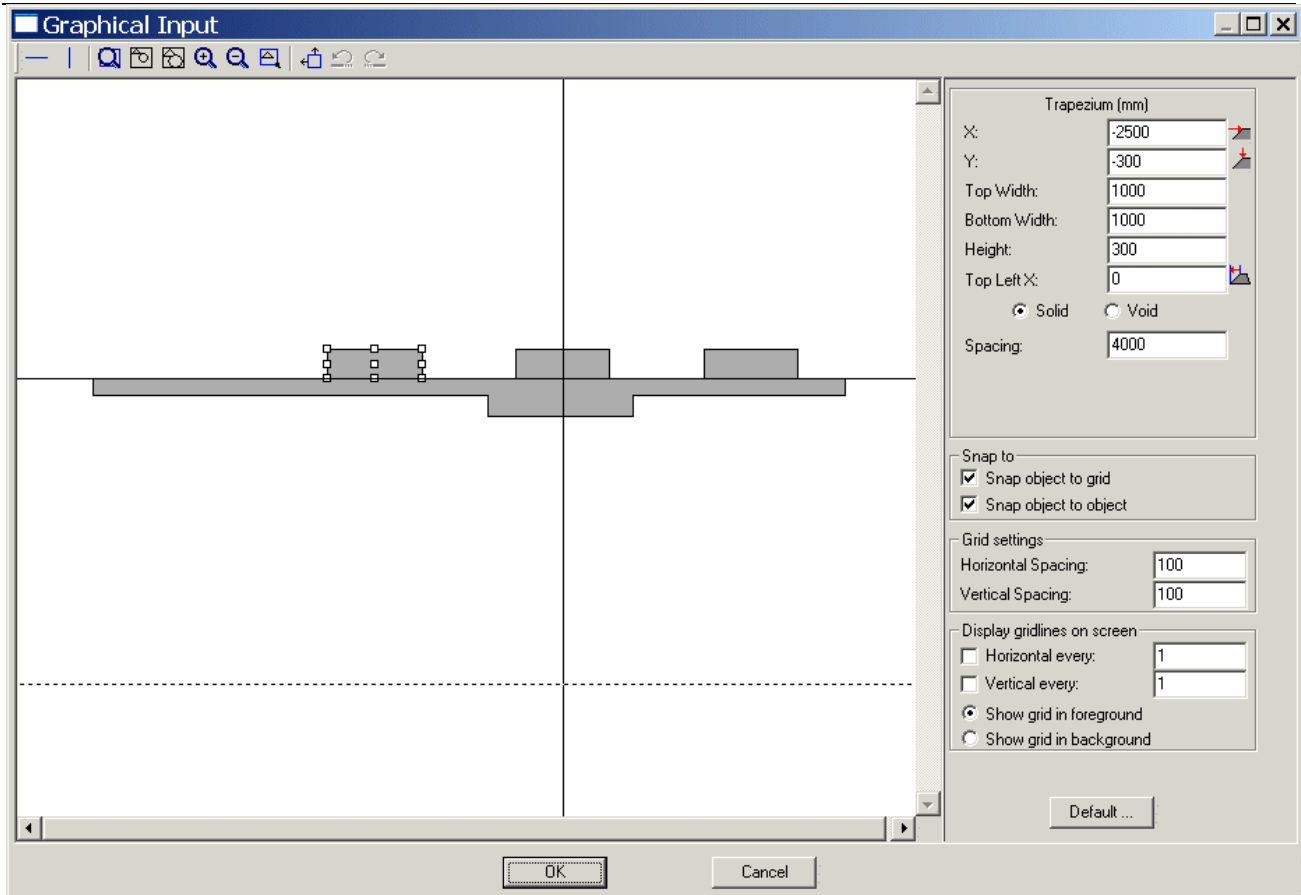 Graphical Input
Trapezium (mm)
X: -2500
Y: -300
Top Width: 1000
Bottom Width: 1000
Height: 300
Top Left X: 0
Solid Void
Spacing: 4000
Snap to
Snap object to grid
Snap object to object
Grid settings
Horizontal Spacing: 100
Vertical Spacing: 100
Display gridlines on screen
Horizontal every: 1
Vertical every: 1
Show grid in foreground
Show grid in background
Default ...
OK Cancel